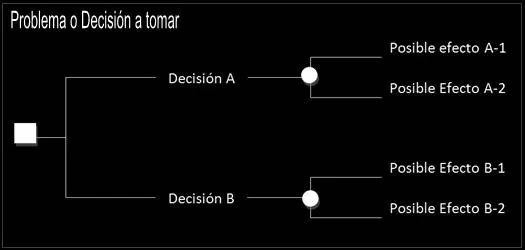 Problema o Decisión a tomar
Posible efecto A-1
Decisión A
Posible Efecto A-2
Posible Efecto B-1
Decisión B
Posible Efecto B-2